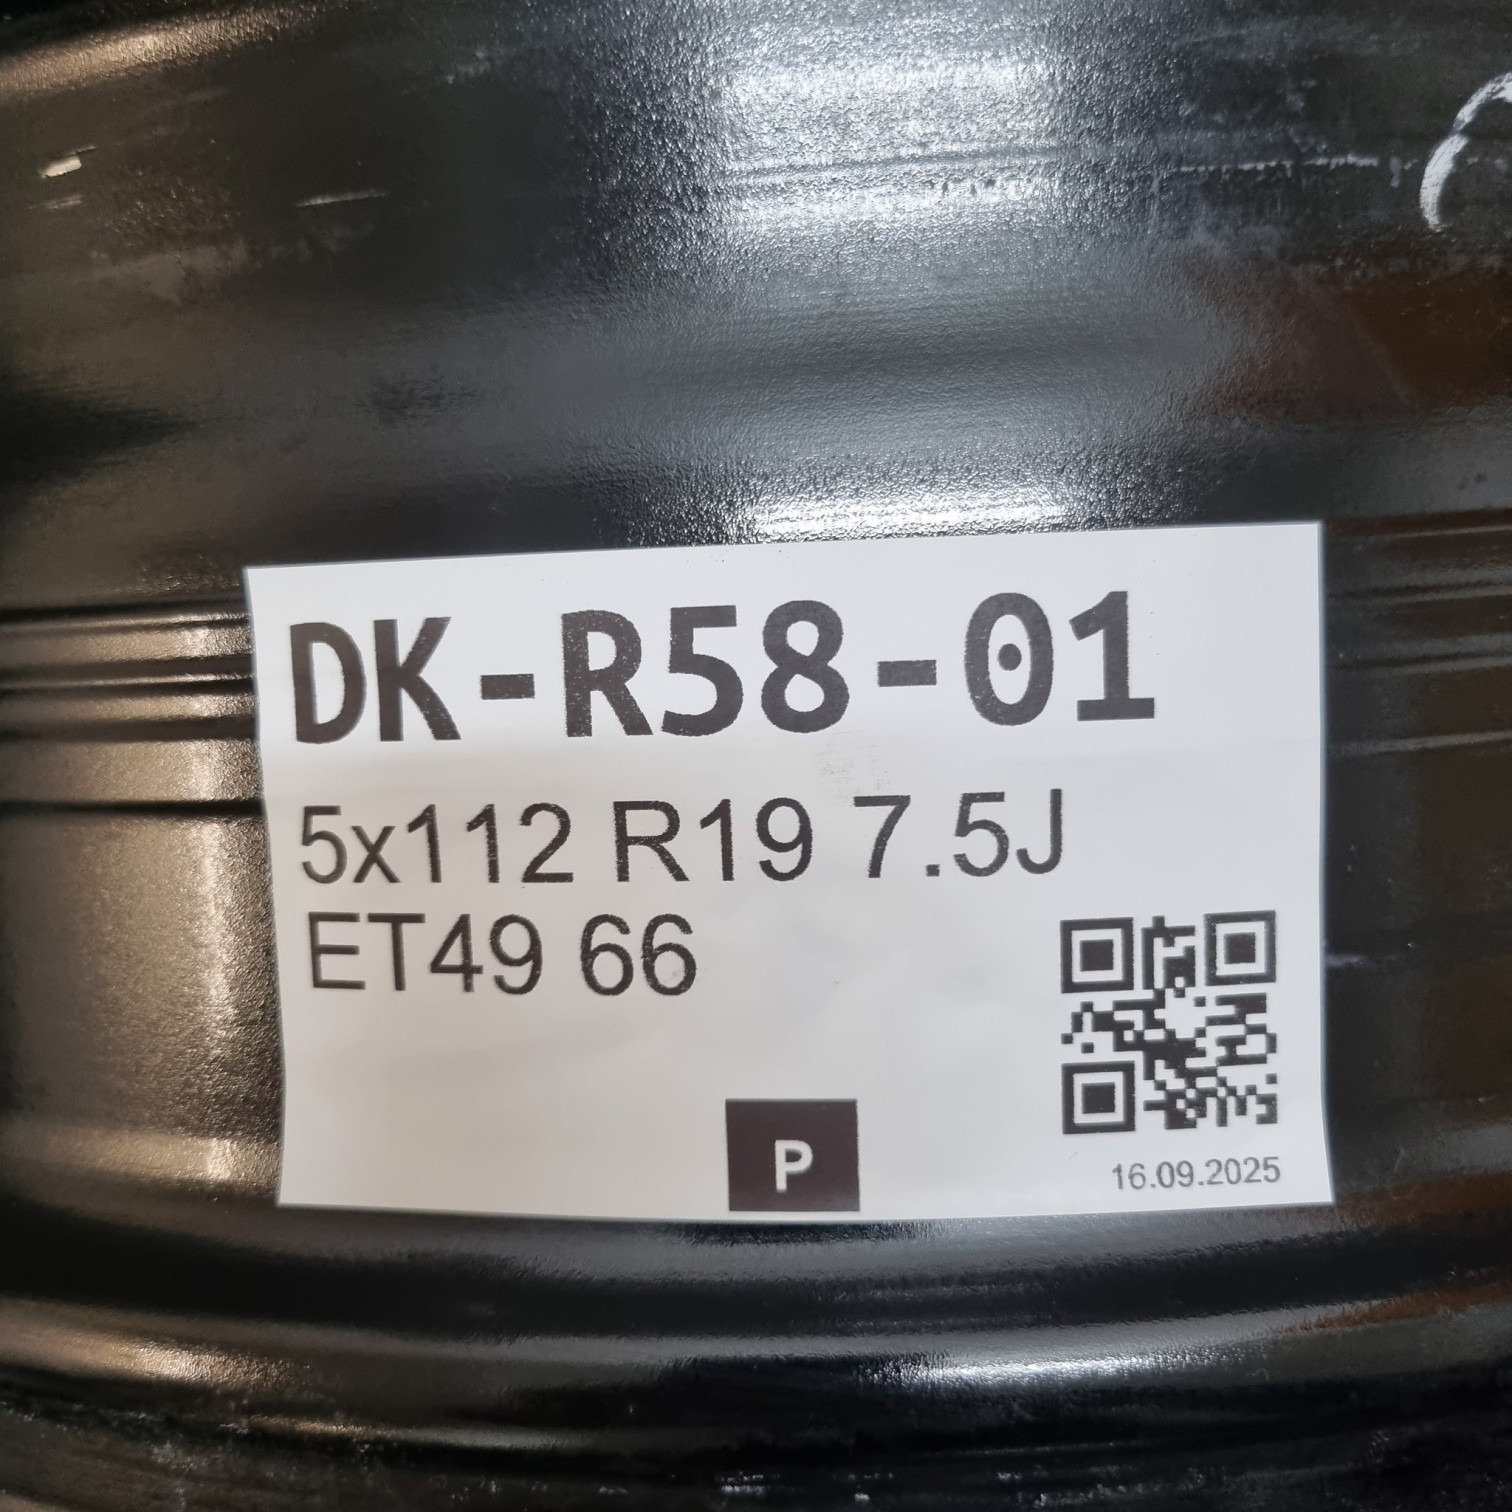 DK-R58-01
5x112 R19 7.5J
ET49 66
P
16.09.2025